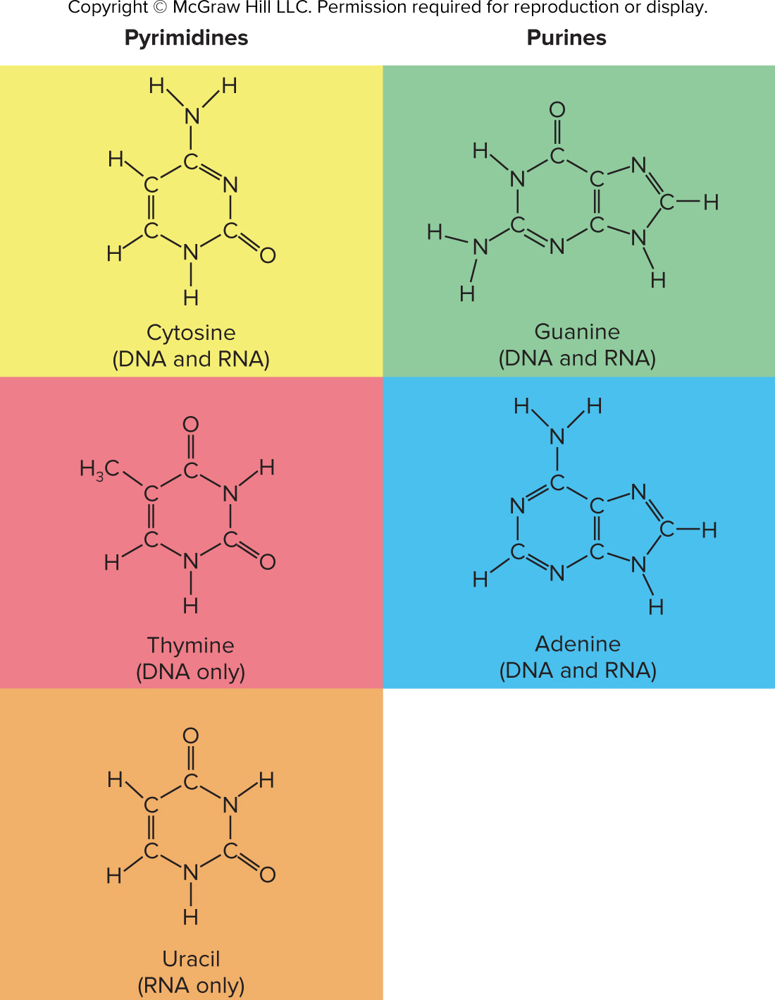 Copyright © McGraw Hill LLC. Permission required for reproduction or display.
Pyrimidines
Purines
H H
N
H C
C N
C C
H N O
H
Cytosine
(DNA and RNA)
O
H C N
N C
C H
H C C
N N N
H H
Guanine
(DNA and RNA)
O
H₃C C H
C N
C C
H N O
H
Thymine
(DNA only)
H H
N
C N
N C
C H
C C
H N N
H
Adenine
(DNA and RNA)
O
H C H
C N
C C
H N O
H
Uracil
(RNA only)